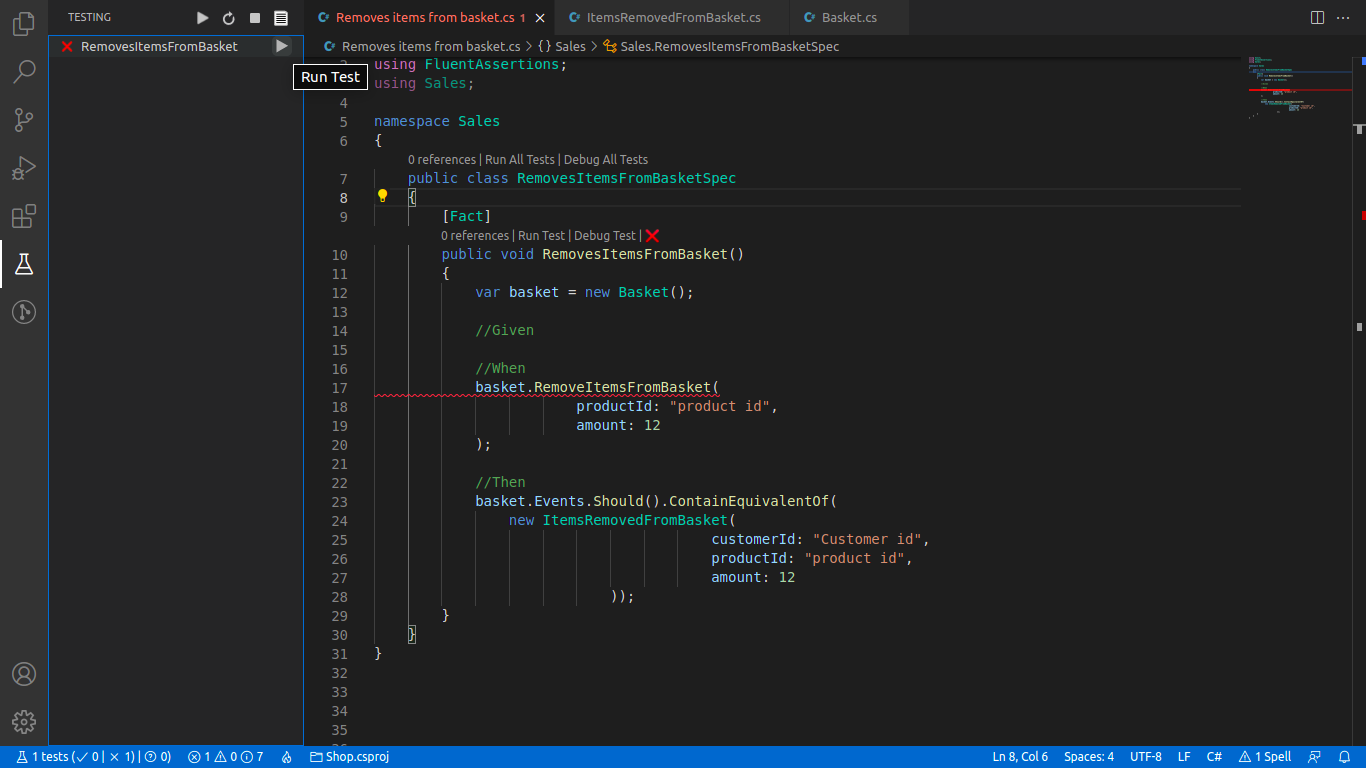 TESTING
Removes items from basket.cs 1
ItemsRemovedFromBasket.cs
Basket.cs
RemovesItemsFromBasket
Removes items from basket.cs > {} Sales > Sales.RemovesItemsFromBasketSpec
Run Test
3 using FluentAssertions;
using Sales;
4
5 namespace Sales
6 {
0 references | Run All Tests | Debug All Tests
7 public class RemovesItemsFromBasketSpec
8 {
9 [Fact]
0 references | Run Test | Debug Test |
10 public void RemovesItemsFromBasket()
11 {
12 var basket = new Basket();
13
14 //Given
15
16 //When
17 basket.RemoveItemsFromBasket(
18 productId: "product id",
19 amount: 12
20 );
21
22 //Then
23 basket.Events.Should().ContainEquivalentOf(
24 new ItemsRemovedFromBasket(
25 customerId: "Customer id",
26 productId: "product id",
27 amount: 12
28 ));
29 }
30 }
31 }
32
33
34
35
1 tests (✓ 0 | × 1) | ? 0) 1 0 7 Shop.csproj Ln 8, Col 6 Spaces: 4 UTF-8 LF C# 1 Spell